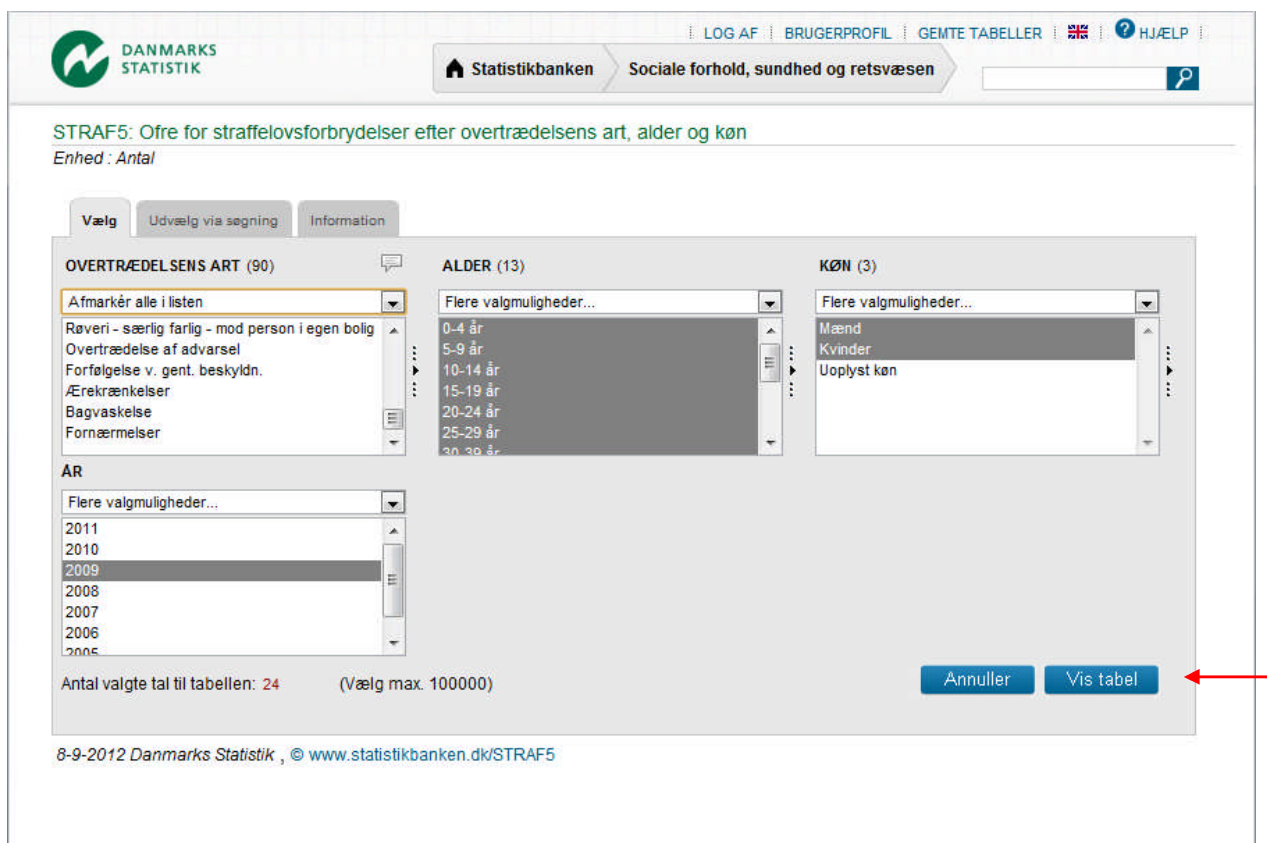 LOG AF BRUGERPROFIL GEMTE TABELLER ? HJÆLP
DANMARKS
STATISTIK
Statistikbanken Sociale forhold, sundhed og retsvæsen
STRAF5: Ofre for straffelovsforbrydelser efter overtrædelsens art, alder og køn
Enhed : Antal
Vælg Udvælg via søgning Information
OVERTRÆDELSENS ART (90)
Afmarkér alle i listen
Røveri - særlig farlig - mod person i egen bolig
Overtrædelse af advarsel
Forfølgelse v. gent. beskyldn.
Ærekrænkelser
Bagvaskelse
Fornærmelser
ALDER (13)
Flere valgmuligheder...
0-4 år
5-9 år
10-14 år
15-19 år
20-24 år
25-29 år
30-39 år
KØN (3)
Flere valgmuligheder...
Mænd
Kvinder
Uoplyst køn
ÅR
Flere valgmuligheder...
2011
2010
2009
2008
2007
2006
2005
Antal valgte tal til tabellen: 24 (Vælg max. 100000)
Annuller Vis tabel
8-9-2012 Danmarks Statistik , © www.statistikbanken.dk/STRAF5